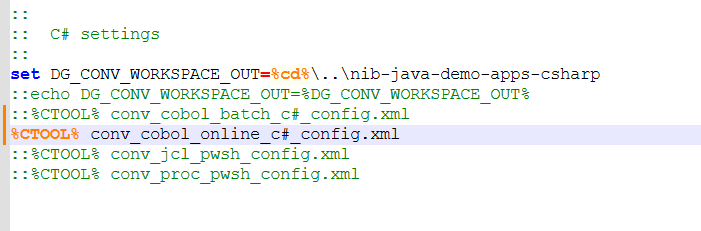 ::
::  C# settings
::
set DG_CONV_WORKSPACE_OUT=%cd%\..\nib-java-demo-apps-csharp
::echo DG_CONV_WORKSPACE_OUT=%DG_CONV_WORKSPACE_OUT%
::%CTOOL% conv_cobol_batch_c#_config.xml
%CTOOL% conv_cobol_online_c#_config.xml
::%CTOOL% conv_jcl_pwsh_config.xml
::%CTOOL% conv_proc_pwsh_config.xml